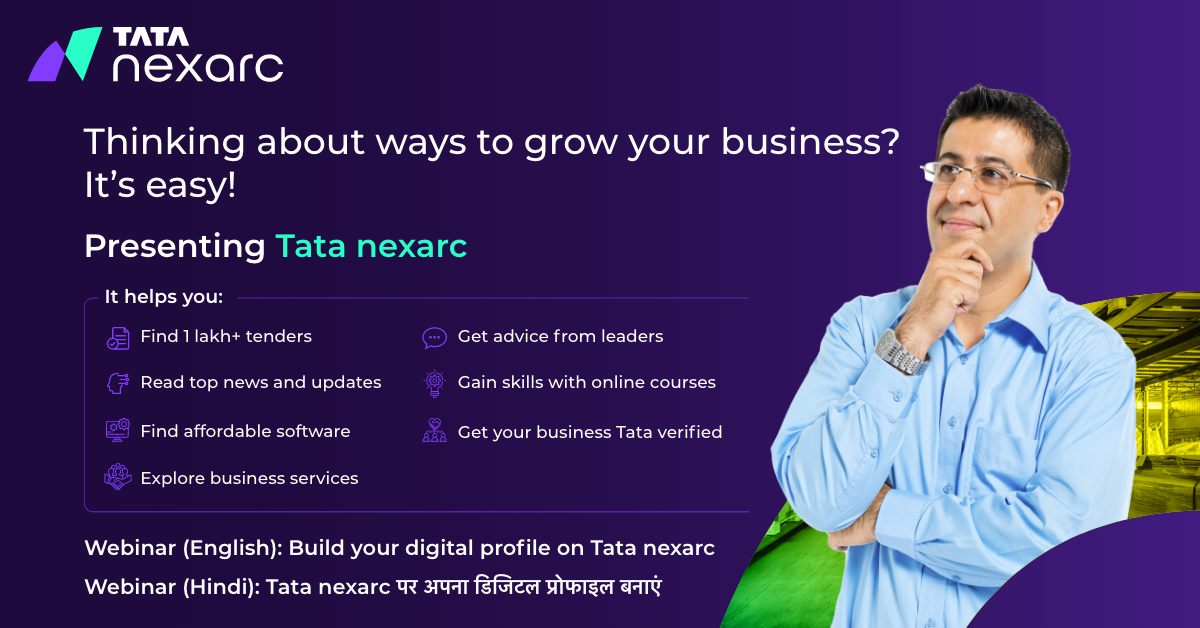 TATA
nexarc
Thinking about ways to grow your business?
It's easy!
Presenting Tata nexarc
It helps you:
Find 1 lakh+ tenders
Read top news and updates
Find affordable software
Explore business services
Get advice from leaders
Gain skills with online courses
Get your business Tata verified
Webinar (English): Build your digital profile on Tata nexarc
Webinar (Hindi): Tata nexarc पर अपना डिजिटल प्रोफाइल बनाएं